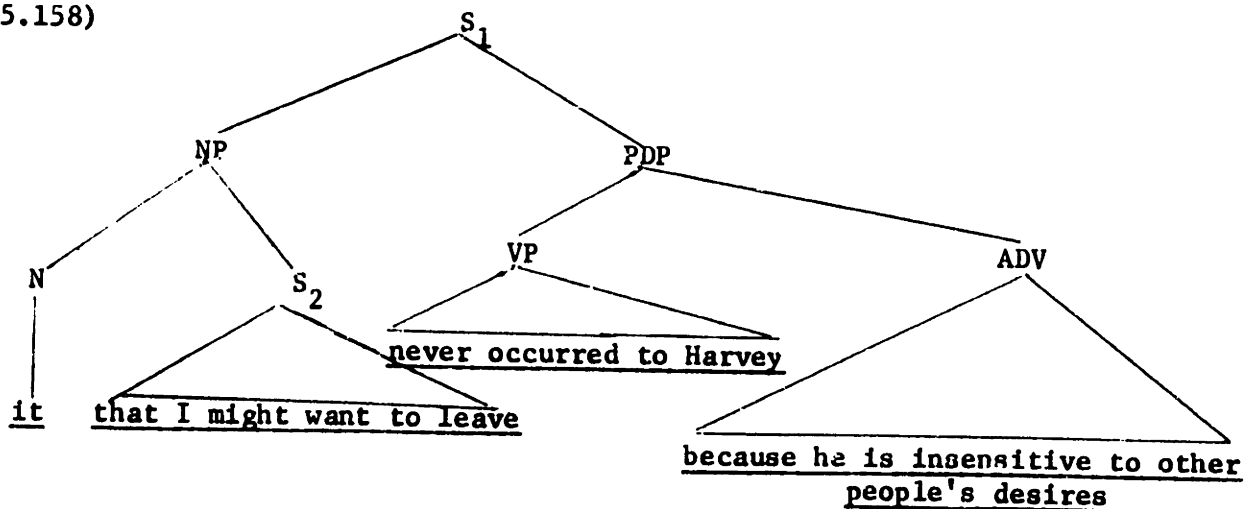 5.158)
S1
NP PDP
N S2 VP ADV
never occurred to Harvey
it that I might want to leave
because he is insensitive to other
people's desires